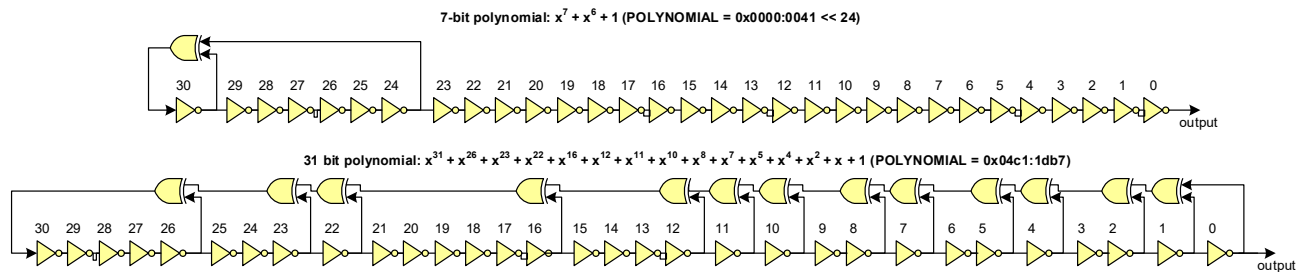 7-bit polynomial: x⁷ + x⁶ + 1 (POLYNOMIAL = 0x0000:0041 << 24)
30 29 28 27 26 25 24 23 22 21 20 19 18 17 16 15 14 13 12 11 10 9 8 7 6 5 4 3 2 1 0
output
31 bit polynomial: x³¹ + x²⁶ + x²³ + x²² + x¹⁶ + x¹² + x¹¹ + x¹⁰ + x⁸ + x⁷ + x⁵ + x⁴ + x² + x + 1 (POLYNOMIAL = 0x04c1:1db7)
30 29 28 27 26 25 24 23 22 21 20 19 18 17 16 15 14 13 12 11 10 9 8 7 6 5 4 3 2 1 0
output